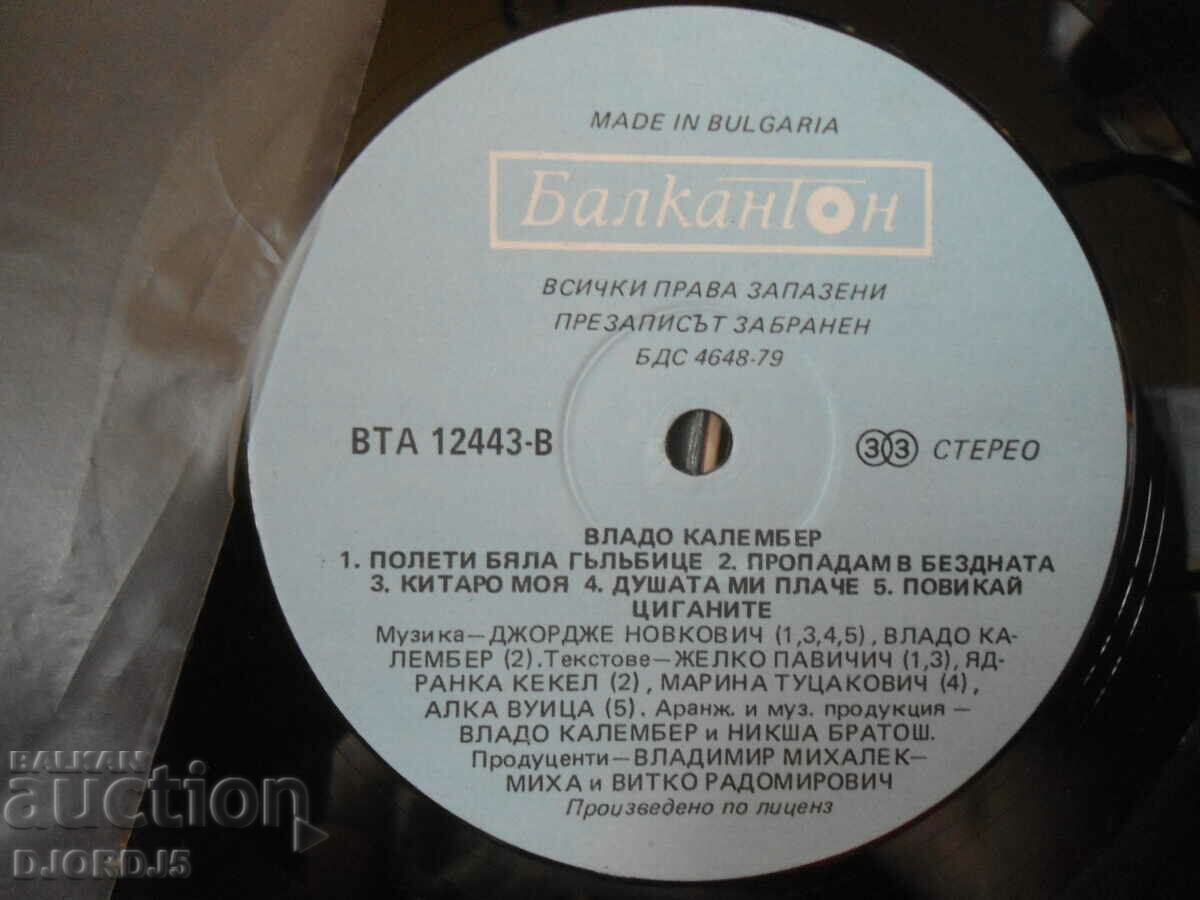 MADE IN BULGARIA
Балкантон
ВСИЧКИ ПРАВА ЗАПАЗЕНИ
ПРЕЗАПИСЪТ ЗАБРАНЕН
БДС 4648-79
ВТА 12443-В
33 СТЕРЕО
ВЛАДО КАЛЕМБЕР
1. ПОЛЕТИ БЯЛА ГЪЛЬБИЦЕ 2. ПРОПАДАМ В БЕЗДНАТА
3. КИТАРО МОЯ 4. ДУШАТА МИ ПЛАЧЕ 5. ПОВИКАЙ
ЦИГАНИТЕ
Музика—ДЖОРДЖЕ НОВКОВИЧ (1,3,4,5), ВЛАДО КА-
ЛЕМБЕР (2). Текстове—ЖЕЛКО ПАВИЧИЧ (1,3), ЯД-
РАНКА КЕКЕЛ (2), МАРИНА ТУЦАКОВИЧ (4),
АЛКА ВУИЦА (5). Аранж. и муз. продукция —
ВЛАДО КАЛЕМБЕР и НИКША БРАТОШ.
Продуценти—ВЛАДИМИР МИХАЛЕК—
МИХА и ВИТКО РАДОМИРОВИЧ
Произведено по лиценз
БАЛКАН
auction
DJORDJ5